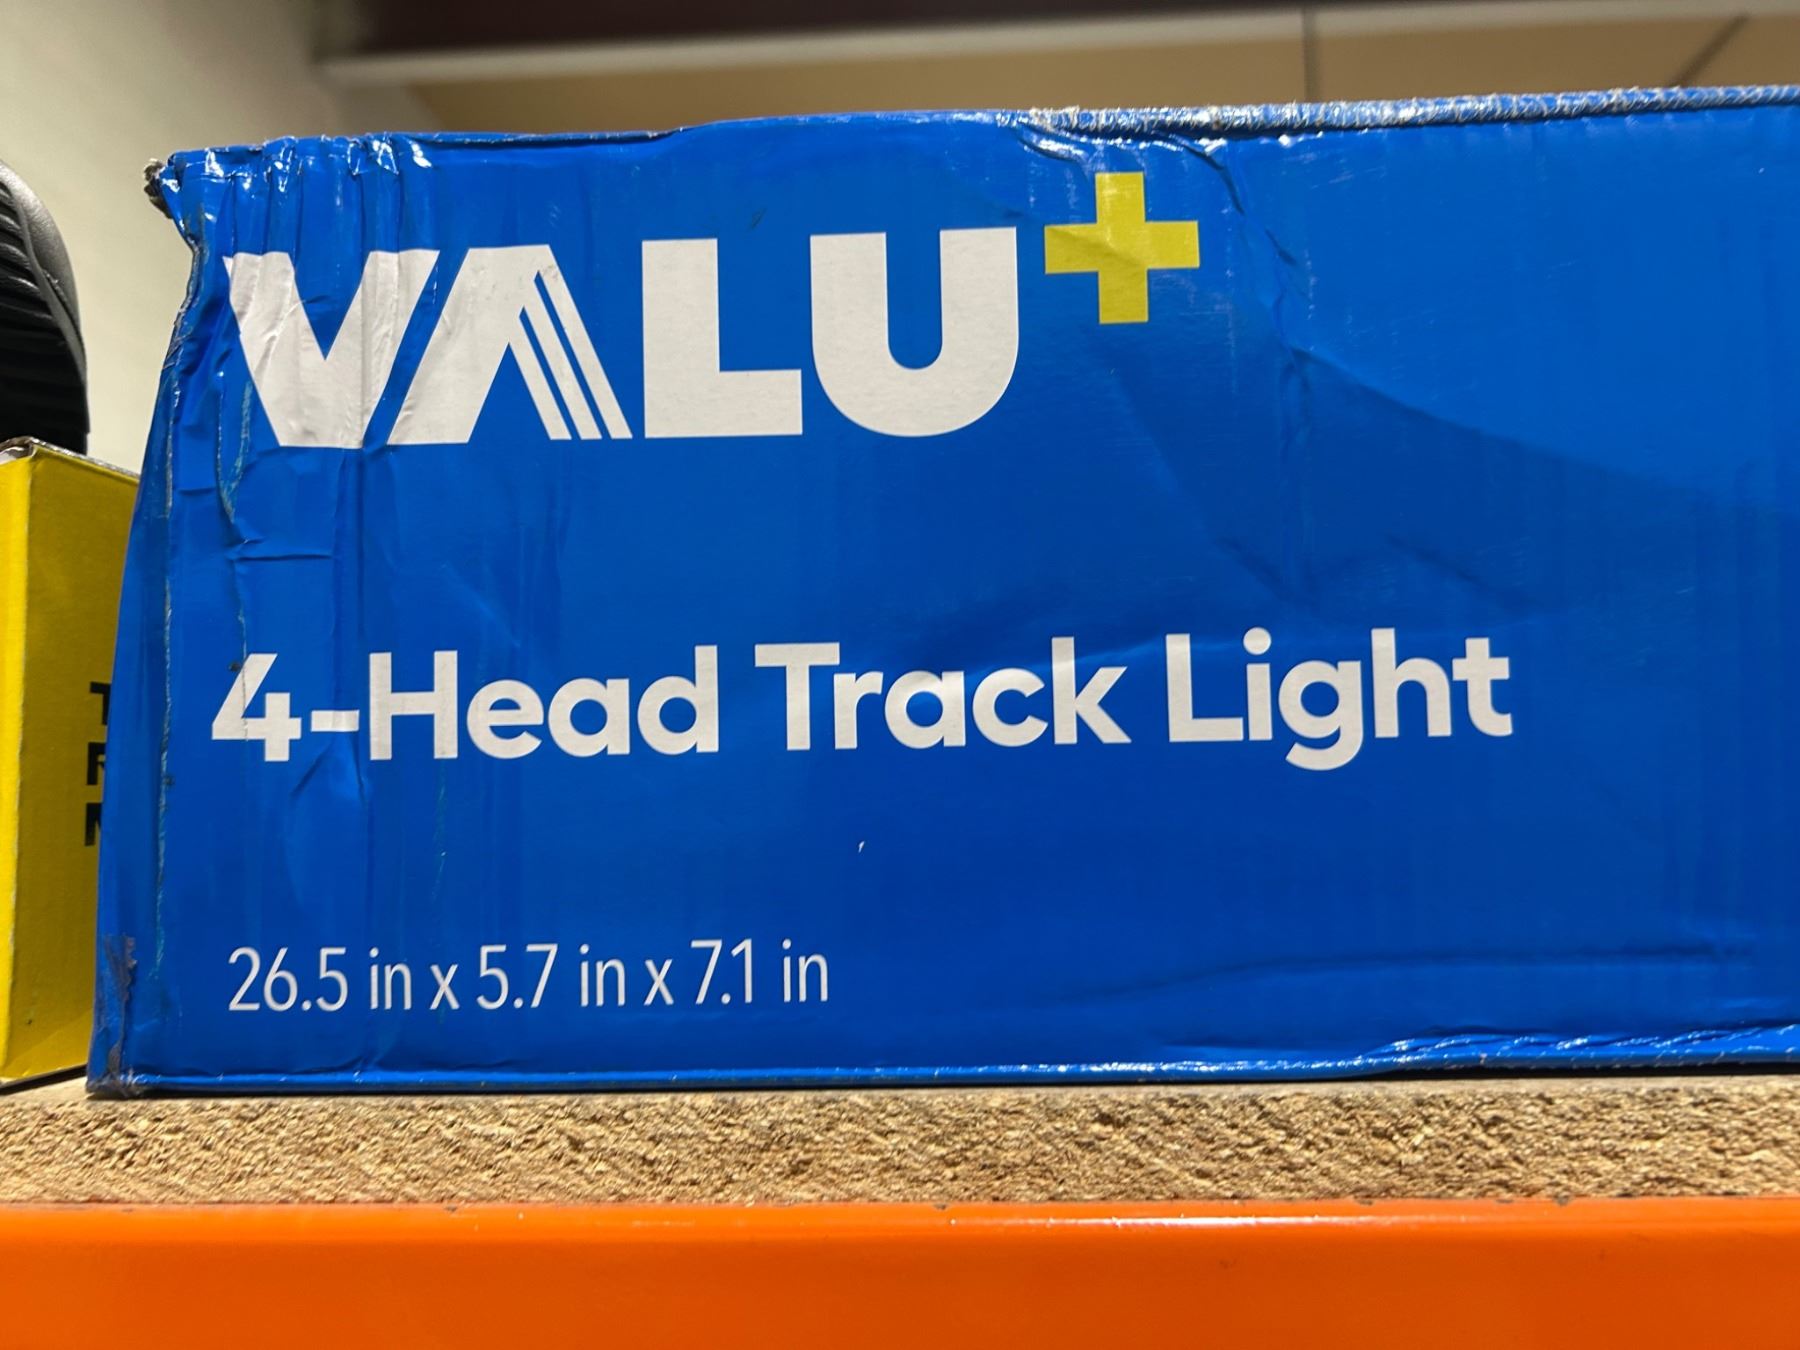 VALU+
4-Head Track Light
26.5 in x 5.7 in x 7.1 in